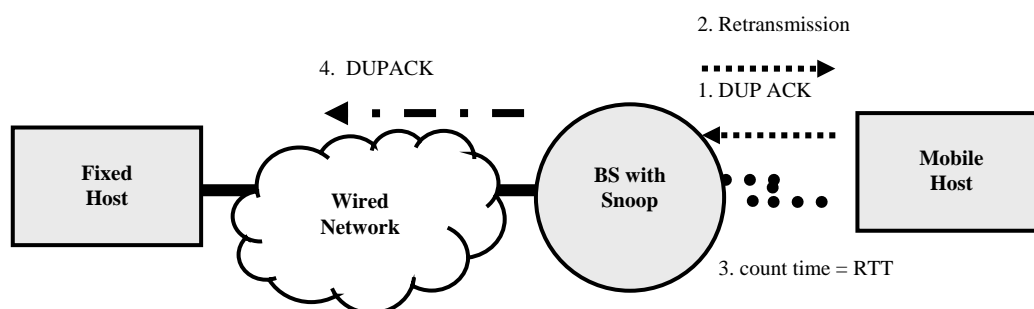 2. Retransmission
4. DUPACK
1. DUP ACK
Fixed
Host
Wired
Network
BS with
Snoop
Mobile
Host
3. count time = RTT